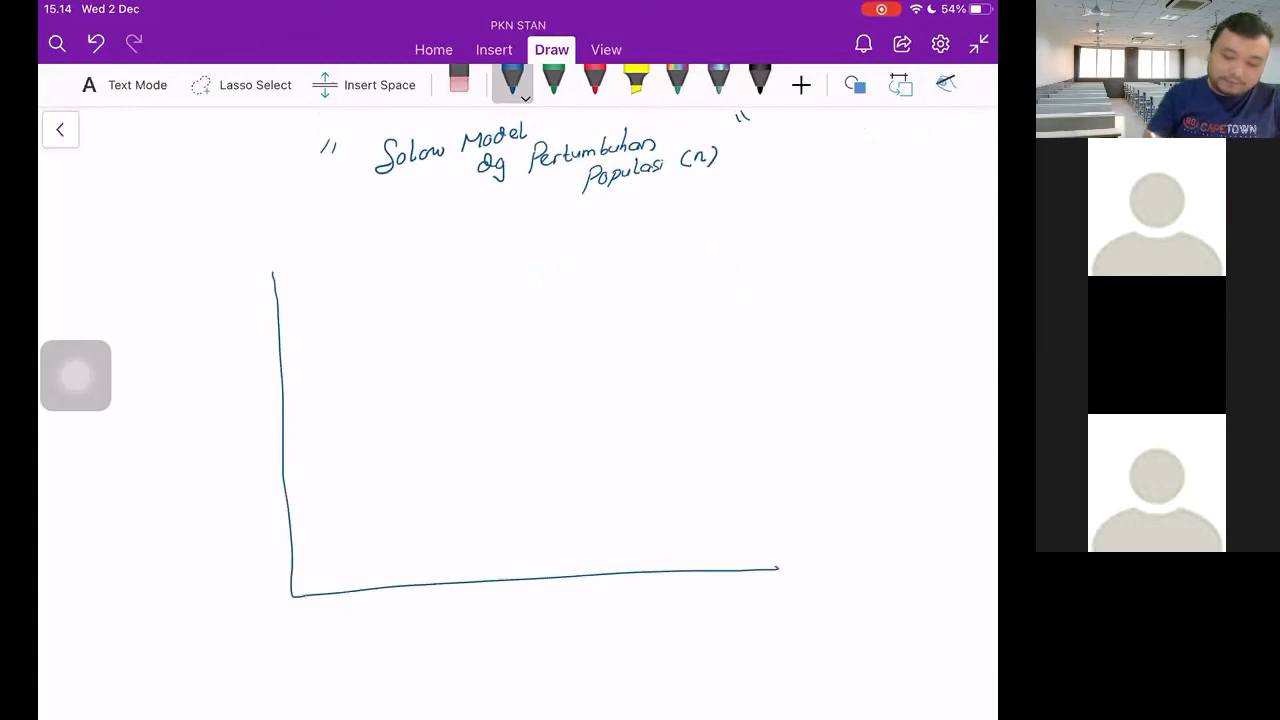 15.14 Wed 2 Dec
54%
PKN STAN
Home Insert Draw View
A Text Mode Lasso Select Insert Space
" Solow Model "
dg Pertumbuhan
Populasi (n)
CAPETOWN